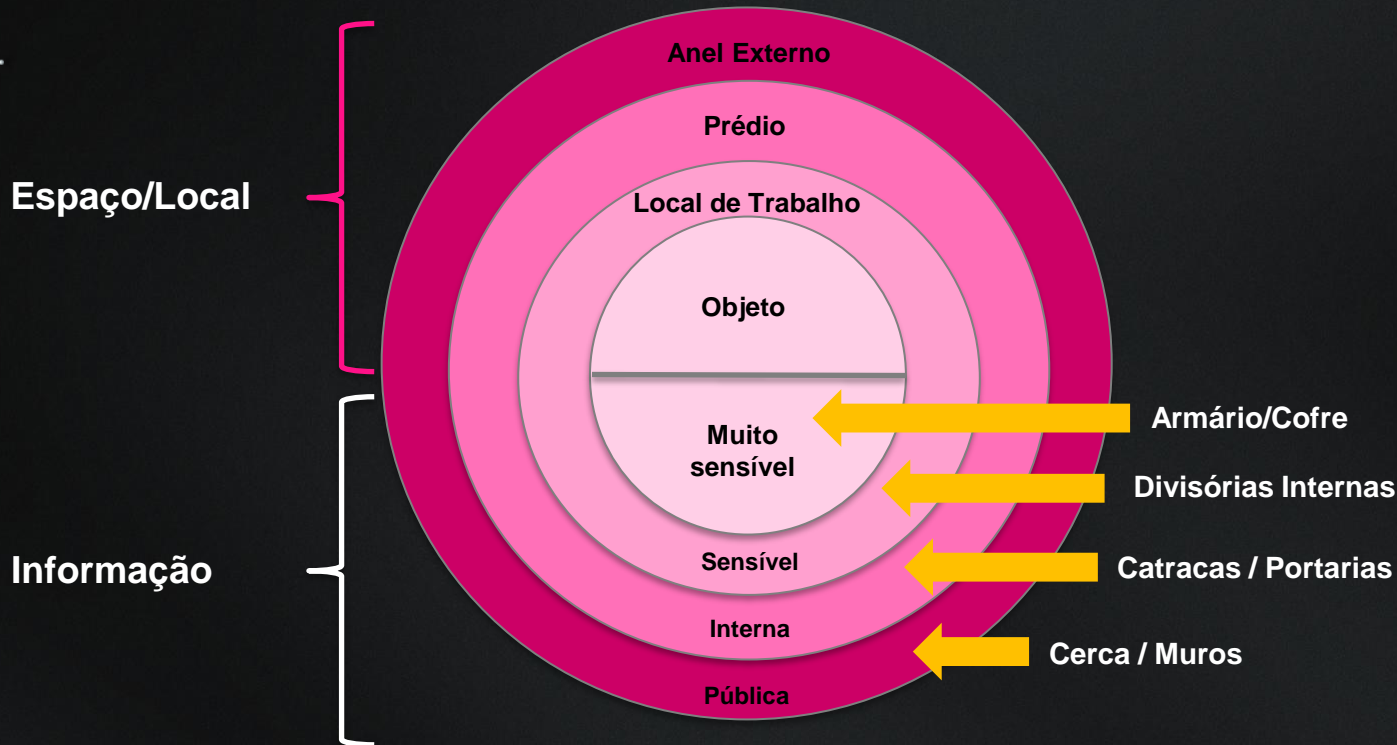 Anel Externo
Prédio
Espaço/Local
Local de Trabalho
Objeto
Armário/Cofre
Muito
sensível
Divisórias Internas
Informação
Sensível
Catracas / Portarias
Interna
Cerca / Muros
Pública